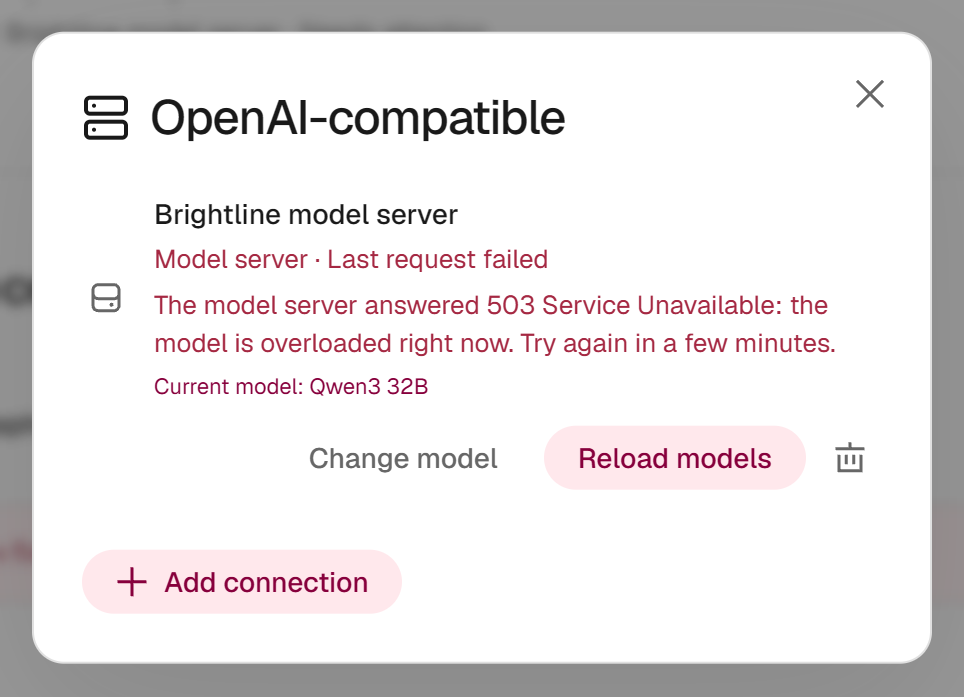 OpenAI-compatible
Brightline model server
Model server · Last request failed
The model server answered 503 Service Unavailable: the
model is overloaded right now. Try again in a few minutes.
Current model: Qwen3 32B
Change model
Reload models
Add connection